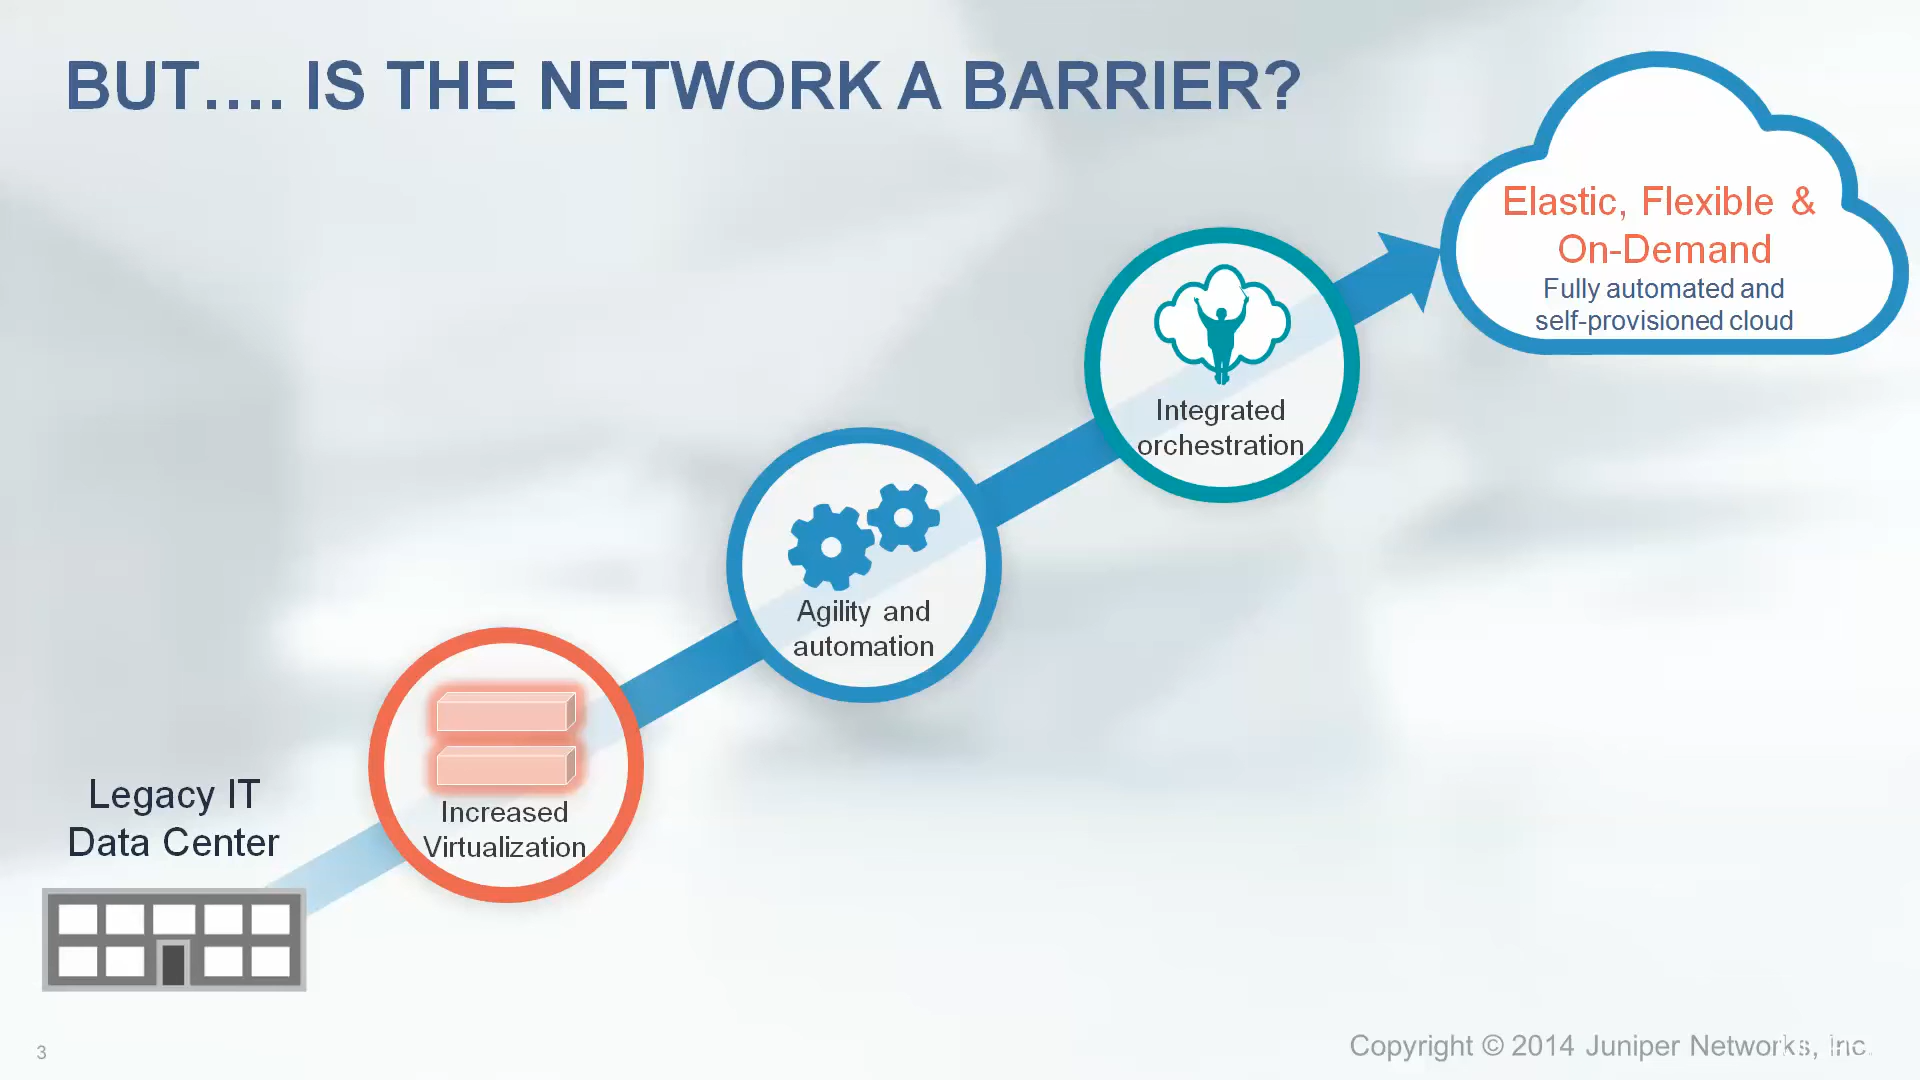 BUT.... IS THE NETWORK A BARRIER?
Elastic, Flexible &
On-Demand
Fully automated and
self-provisioned cloud
Integrated
orchestration
Agility and
automation
Increased
Virtualization
Legacy IT
Data Center
3
Copyright © 2014 Juniper Networks, Inc.